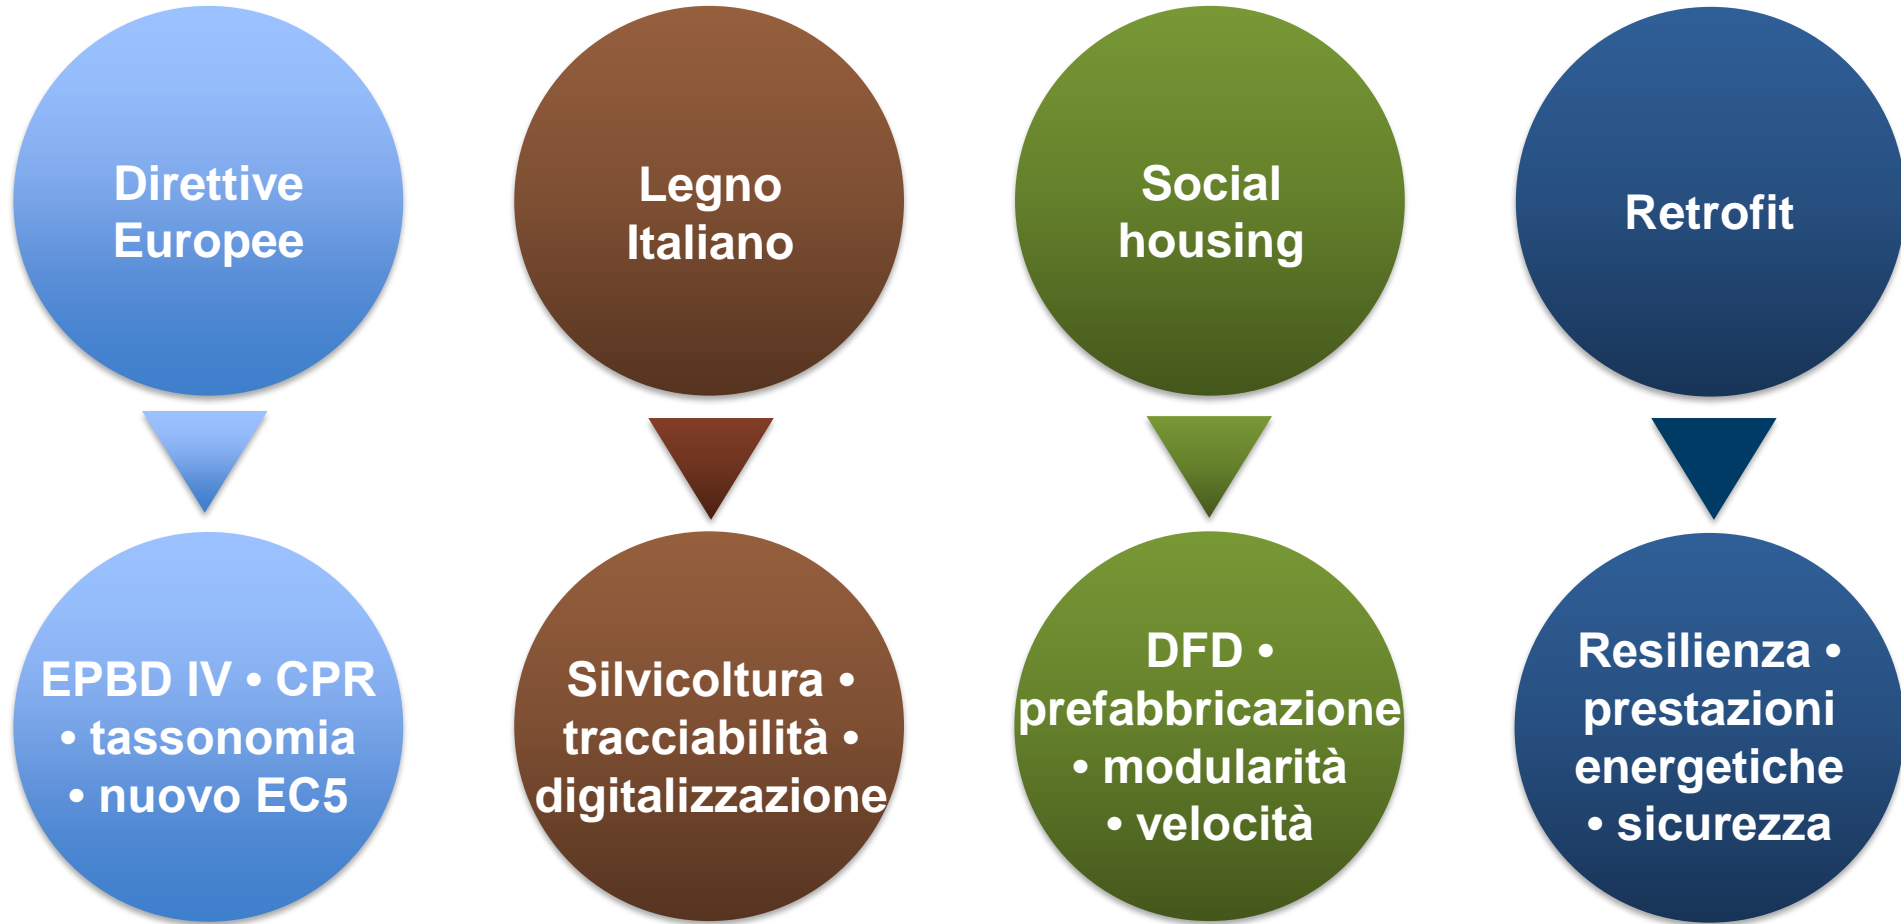 Direttive
Europee
Legno
Italiano
Social
housing
Retrofit
EPBD IV • CPR
• tassonomia
• nuovo EC5
Silvicoltura •
tracciabilità •
digitalizzazione
DFD •
prefabbricazione
• modularità
• velocità
Resilienza •
prestazioni
energetiche
• sicurezza